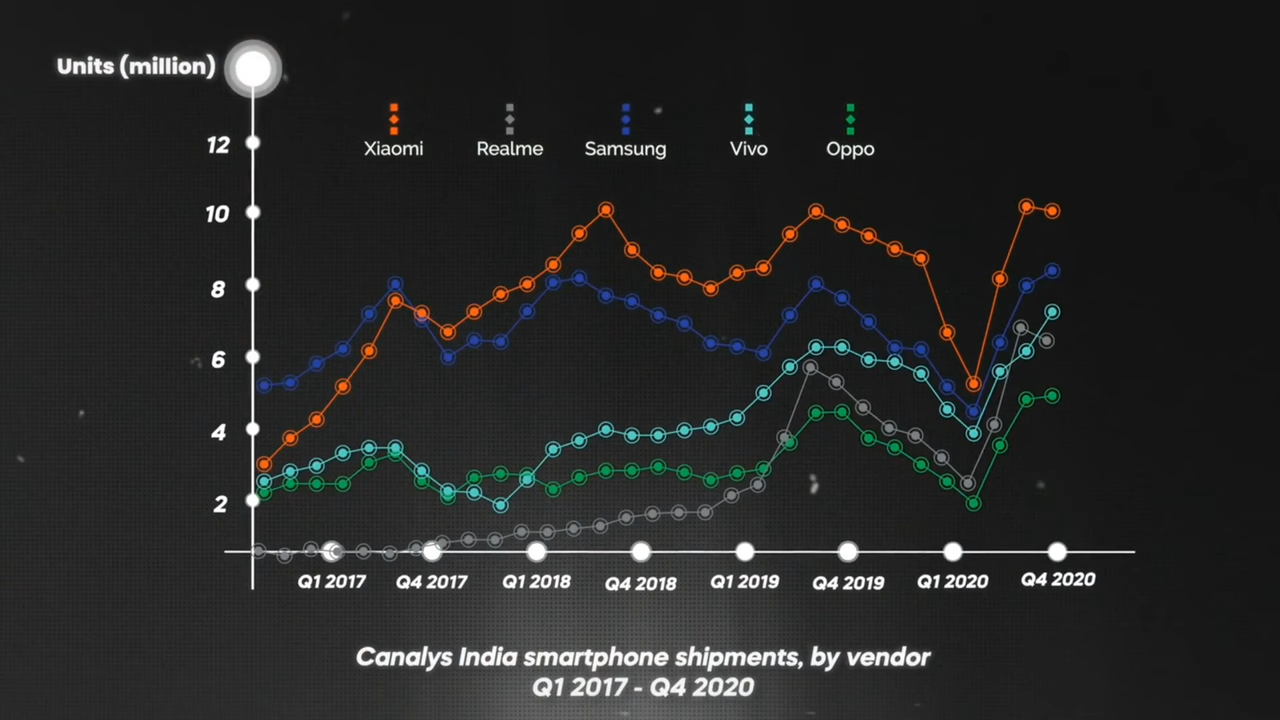 Units (million)
Xiaomi
Realme
Samsung
Vivo
Oppo
12
10
8
6
4
2
Q1 2017
Q4 2017
Q1 2018
Q4 2018
Q1 2019
Q4 2019
Q1 2020
Q4 2020
Canalys India smartphone shipments, by vendor
Q1 2017 - Q4 2020